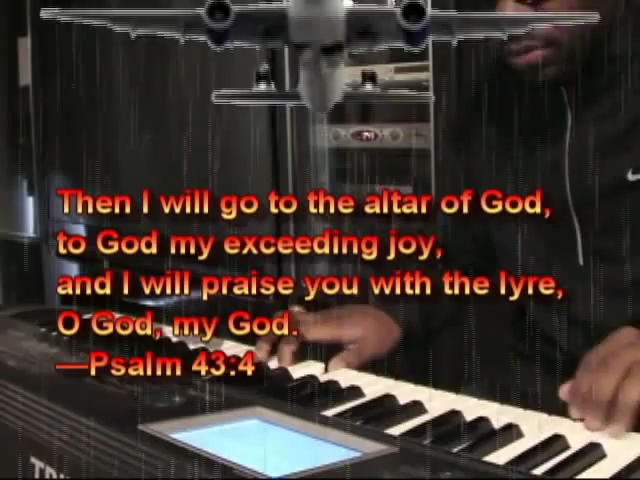 Then I will go to the altar of God,
to God my exceeding joy,
and I will praise you with the lyre,
O God, my God.
—Psalm 43:4